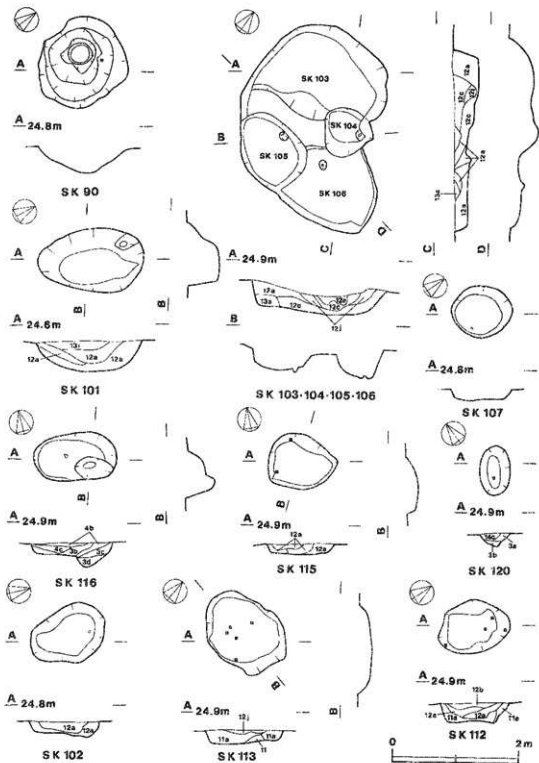 A
A 24.8m
SK 90
A
B
SK 103
SK 104
SK 105
SK 106
C
D
A 24.9m
12a
13a
12c
12e
12j
B
SK 103・104・105・106
C
D
12a
12c
12j
12c
12a
13a
12a
A
B
B
A 24.6m
12a
12a
12a
SK 101
A
A 24.8m
SK 107
A
B
B
A 24.9m
4b
4c
3b
3c
3d
SK 116
A
B
B
A 24.9m
12a
12a
SK 115
A
A 24.9m
3b
3a
SK 120
A
A 24.8m
12a
12a
SK 102
A
B
B
A 24.9m
12j
11a
11
11a
SK 113
A
A 24.9m
12b
11a
12a
11a
SK 112
0
2m